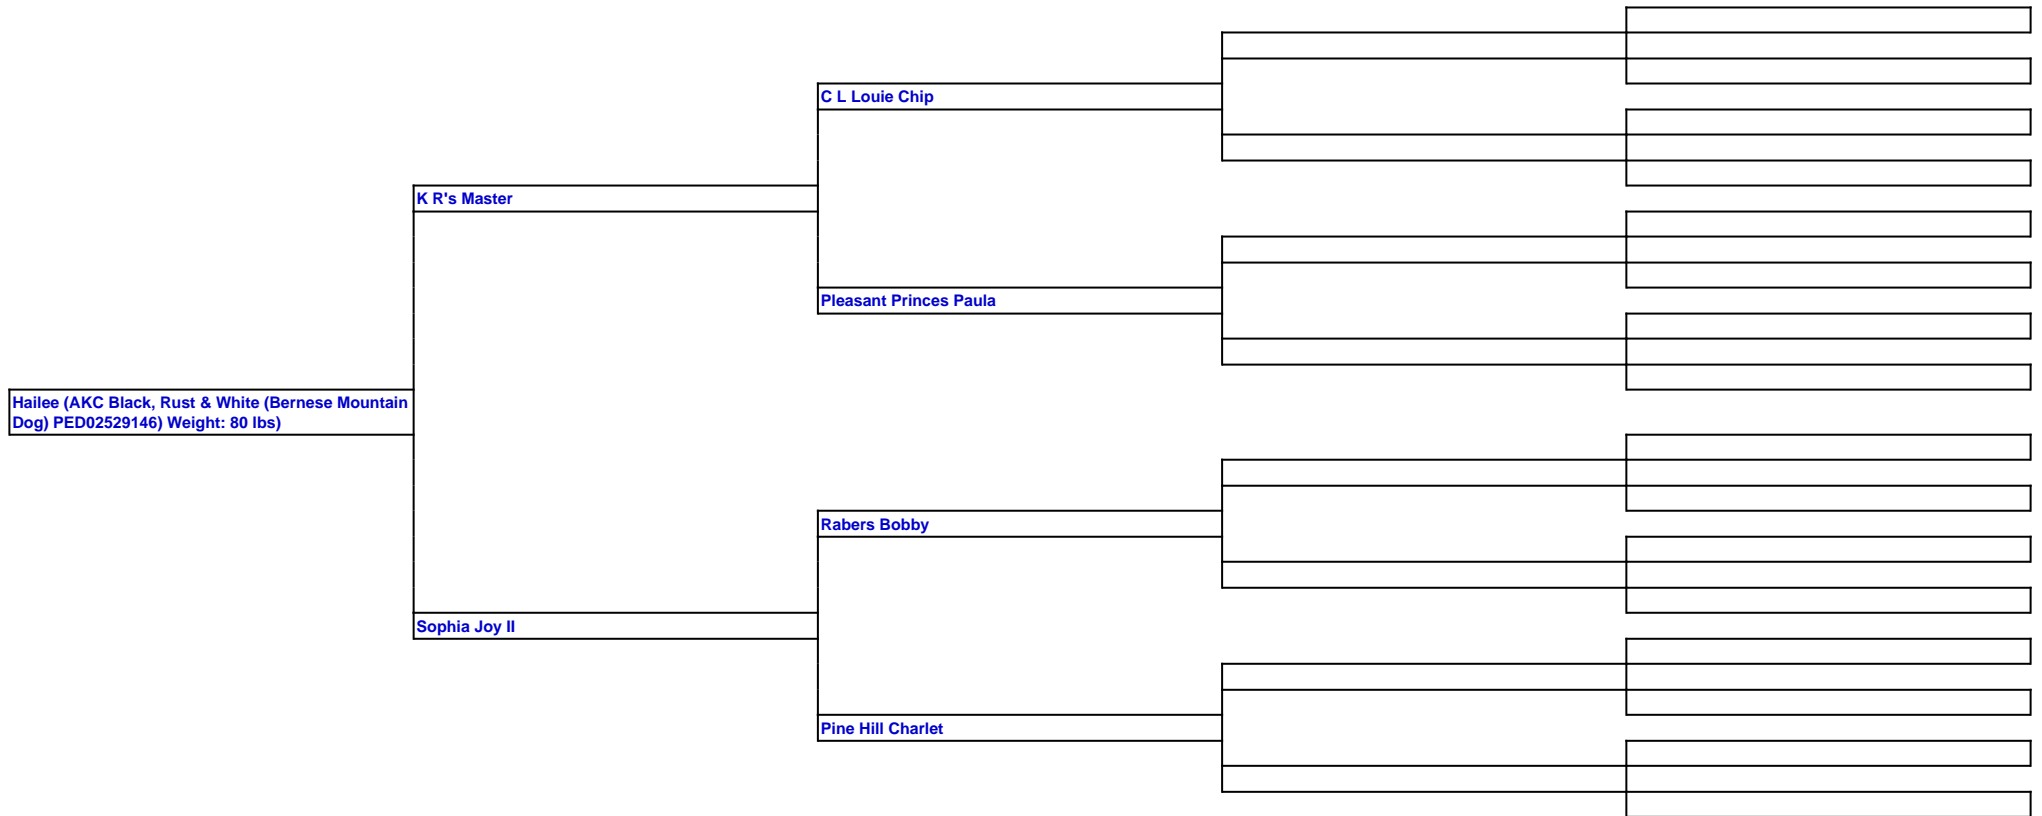 C L Louie Chip
K R's Master
Pleasant Princes Paula
Hailee (AKC Black, Rust & White (Bernese Mountain
Dog) PED02529146) Weight: 80 lbs)
Rabers Bobby
Sophia Joy II
Pine Hill Charlet